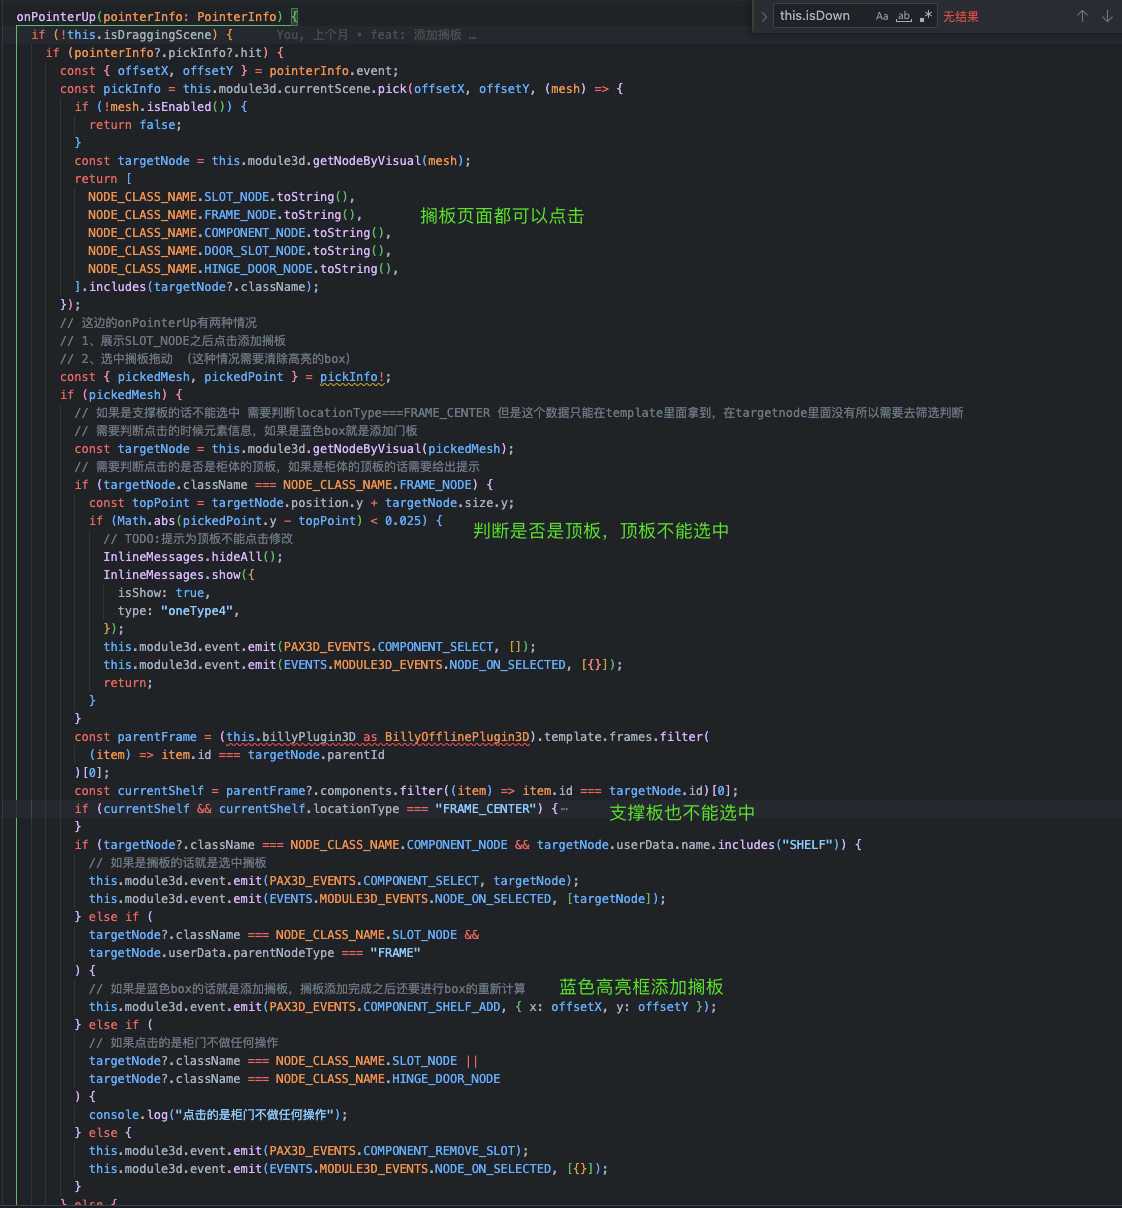 onPointerUp(pointerInfo: PointerInfo) {
this.isDown
Aa
ab
.*
无结果
if (!this.isDraggingScene) {      You, 上个月 • feat: 添加搁板 …
if (pointerInfo?.pickInfo?.hit) {
const { offsetX, offsetY } = pointerInfo.event;
const pickInfo = this.module3d.currentScene.pick(offsetX, offsetY, (mesh) => {
if (!mesh.isEnabled()) {
return false;
}
const targetNode = this.module3d.getNodeByVisual(mesh);
return [
NODE_CLASS_NAME.SLOT_NODE.toString(),
NODE_CLASS_NAME.FRAME_NODE.toString(),
搁板页面都可以点击
NODE_CLASS_NAME.COMPONENT_NODE.toString(),
NODE_CLASS_NAME.DOOR_SLOT_NODE.toString(),
NODE_CLASS_NAME.HINGE_DOOR_NODE.toString(),
].includes(targetNode?.className);
});
// 这边的onPointerUp有两种情况
// 1、展示SLOT_NODE之后点击添加搁板
// 2、选中搁板拖动 （这种情况需要清除高亮的box）
const { pickedMesh, pickedPoint } = pickInfo!;
if (pickedMesh) {
// 如果是支撑板的话不能选中 需要判断locationType===FRAME_CENTER 但是这个数据只能在template里面拿到，在targetnode里面没有所以需要去筛选判断
// 需要判断点击的时候元素信息，如果是蓝色box就是添加门板
const targetNode = this.module3d.getNodeByVisual(pickedMesh);
// 需要判断点击的是否是柜体的顶板，如果是柜体的顶板的话需要给出提示
if (targetNode.className === NODE_CLASS_NAME.FRAME_NODE) {
const topPoint = targetNode.position.y + targetNode.size.y;
if (Math.abs(pickedPoint.y - topPoint) < 0.025) {
判断是否是顶板，顶板不能选中
// TODO:提示为顶板不能点击修改
InlineMessages.hideAll();
InlineMessages.show({
isShow: true,
type: "oneType4",
});
this.module3d.event.emit(PAX3D_EVENTS.COMPONENT_SELECT, []);
this.module3d.event.emit(EVENTS.MODULE3D_EVENTS.NODE_ON_SELECTED, [{}]);
return;
}
}
const parentFrame = (this.billyPlugin3D as BillyOfflinePlugin3D).template.frames.filter(
(item) => item.id === targetNode.parentId
)[0];
const currentShelf = parentFrame?.components.filter((item) => item.id === targetNode.id)[0];
if (currentShelf && currentShelf.locationType === "FRAME_CENTER") {⋯
支撑板也不能选中
}
if (targetNode?.className === NODE_CLASS_NAME.COMPONENT_NODE && targetNode.userData.name.includes("SHELF")) {
// 如果是搁板的话就是选中搁板
this.module3d.event.emit(PAX3D_EVENTS.COMPONENT_SELECT, targetNode);
this.module3d.event.emit(EVENTS.MODULE3D_EVENTS.NODE_ON_SELECTED, [targetNode]);
} else if (
targetNode?.className === NODE_CLASS_NAME.SLOT_NODE &&
targetNode.userData.parentNodeType === "FRAME"
) {
// 如果是蓝色box的话就是添加搁板，搁板添加完成之后还要进行box的重新计算
蓝色高亮框添加搁板
this.module3d.event.emit(PAX3D_EVENTS.COMPONENT_SHELF_ADD, { x: offsetX, y: offsetY });
} else if (
// 如果点击的是柜门不做任何操作
targetNode?.className === NODE_CLASS_NAME.SLOT_NODE ||
targetNode?.className === NODE_CLASS_NAME.HINGE_DOOR_NODE
) {
console.log("点击的是柜门不做任何操作");
} else {
this.module3d.event.emit(PAX3D_EVENTS.COMPONENT_REMOVE_SLOT);
this.module3d.event.emit(EVENTS.MODULE3D_EVENTS.NODE_ON_SELECTED, [{}]);
}
} else {